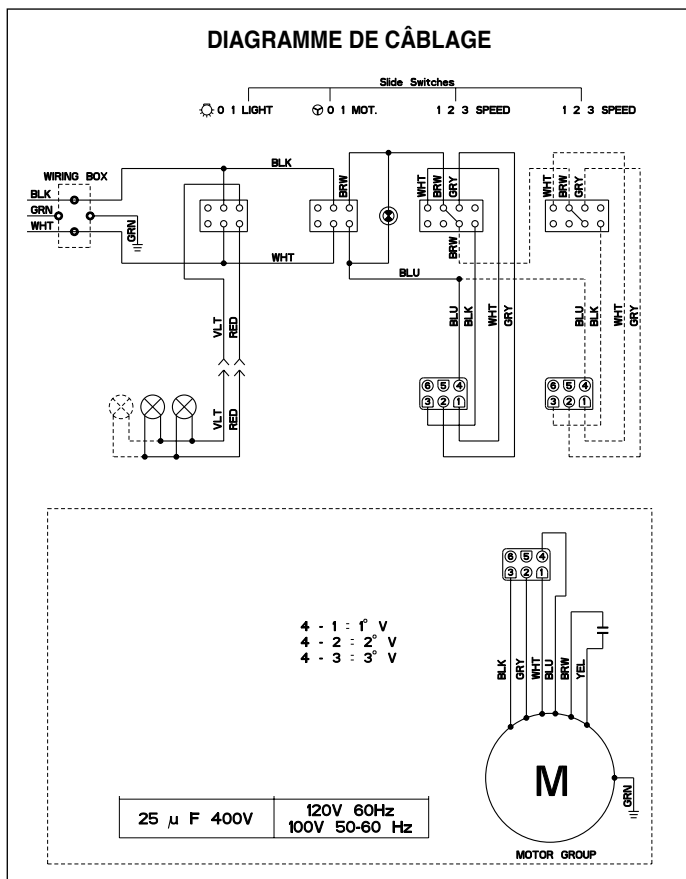 DIAGRAMME DE CÂBLAGE
Slide Switches
0 1 LIGHT
0 1 MOT.
1 2 3 SPEED
1 2 3 SPEED
WIRING BOX
BLK
GRN
WHT
GRN
BLK
WHT
BRW
WHT
BRW
GRY
BRW
WHT
BRW
GRY
BLU
VLT
RED
BLU
BLK
WHT
GRY
BLU
BLK
WHT
GRY
VLT
RED
6 5 4
3 2 1
6 5 4
3 2 1
6 5 4
3 2 1
4 - 1 = 1° V
4 - 2 = 2° V
4 - 3 = 3° V
BLK
GRY
WHT
BLU
BRW
YEL
M
GRN
25 µ F 400V
120V 60Hz
100V 50-60 Hz
MOTOR GROUP